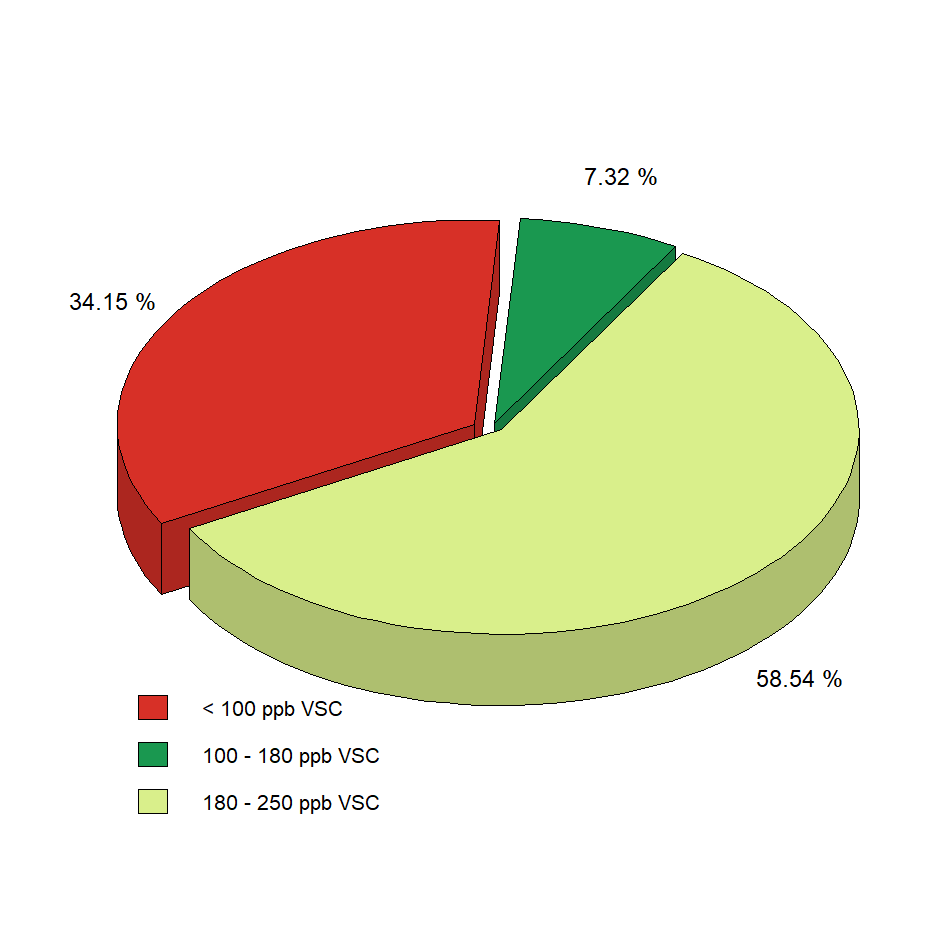 7.32 %
34.15 %
58.54 %
< 100 ppb VSC
100 - 180 ppb VSC
180 - 250 ppb VSC